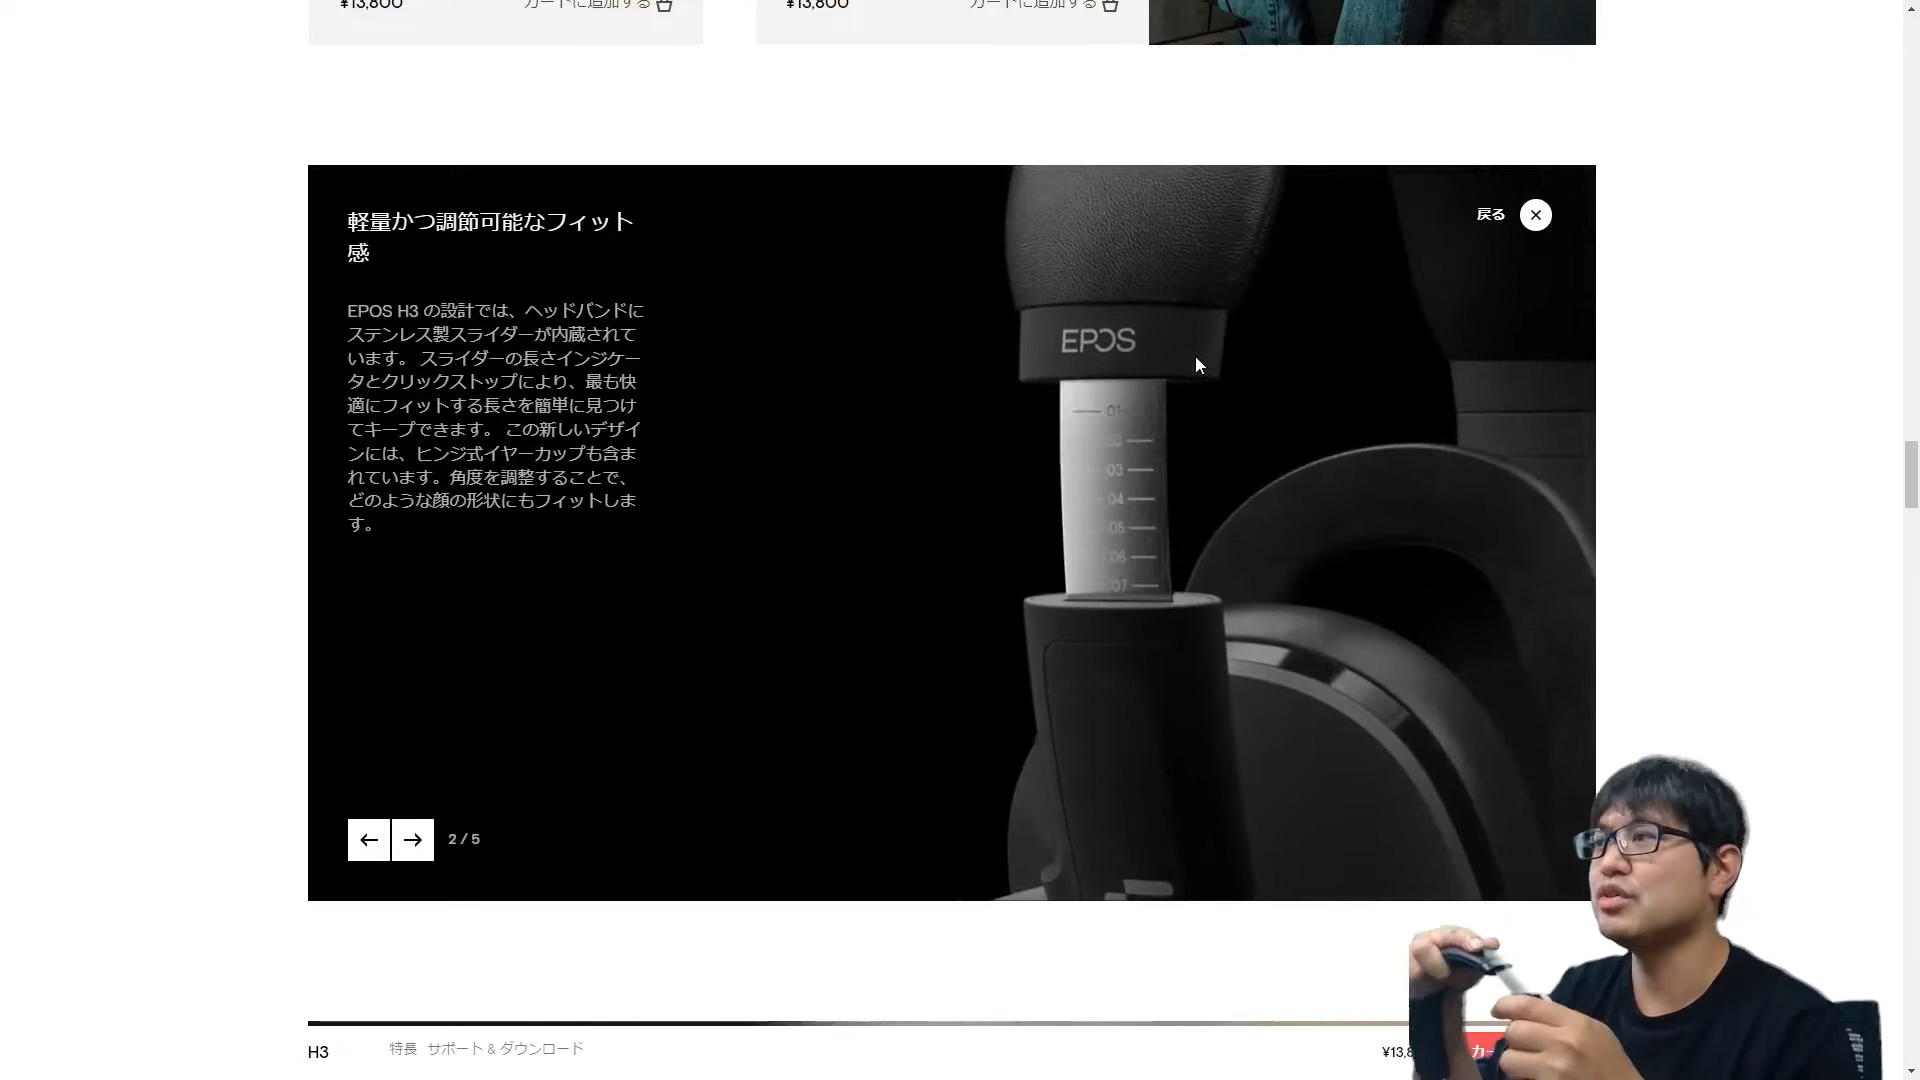 ¥13,800
カートに追加する
¥13,800
カートに追加する
軽量かつ調節可能なフィット
感
戻る
EPOS H3 の設計では、ヘッドバンドに
ステンレス製スライダーが内蔵されて
います。 スライダーの長さインジケー
タとクリックストップにより、最も快
適にフィットする長さを簡単に見つけ
てキープできます。 この新しいデザイ
ンには、ヒンジ式イヤーカップも含ま
れています。角度を調整することで、
どのような顔の形状にもフィットしま
す。
EPOS
01
02
03
04
05
06
07
2 / 5
H3
特長
サポート & ダウンロード
¥13,8
カー